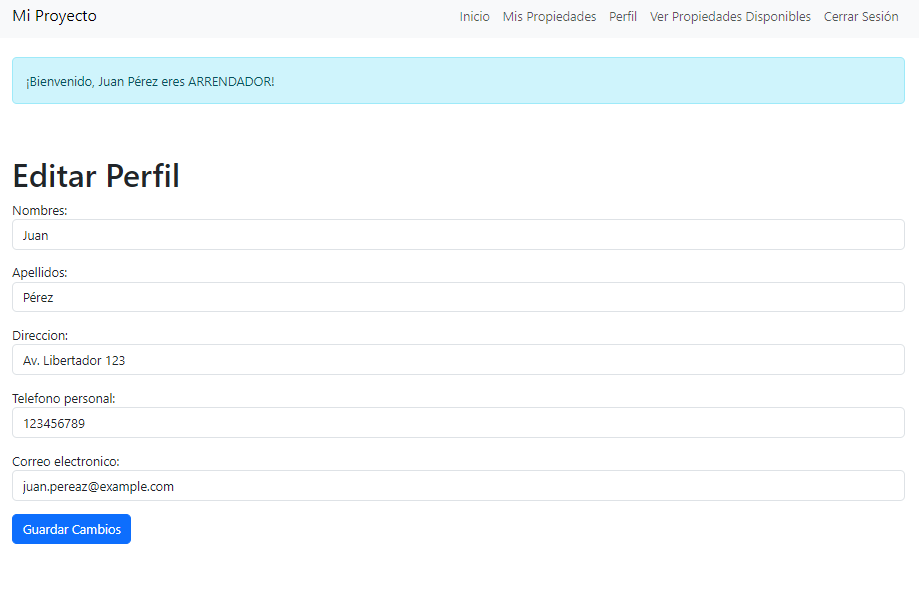 Mi Proyecto Inicio Mis Propiedades Perfil Ver Propiedades Disponibles Cerrar Sesión
¡Bienvenido, Juan Pérez eres ARRENDADOR!
Editar Perfil
Nombres:
Juan
Apellidos:
Pérez
Direccion:
Av. Libertador 123
Telefono personal:
123456789
Correo electronico:
juan.pereaz@example.com
Guardar Cambios